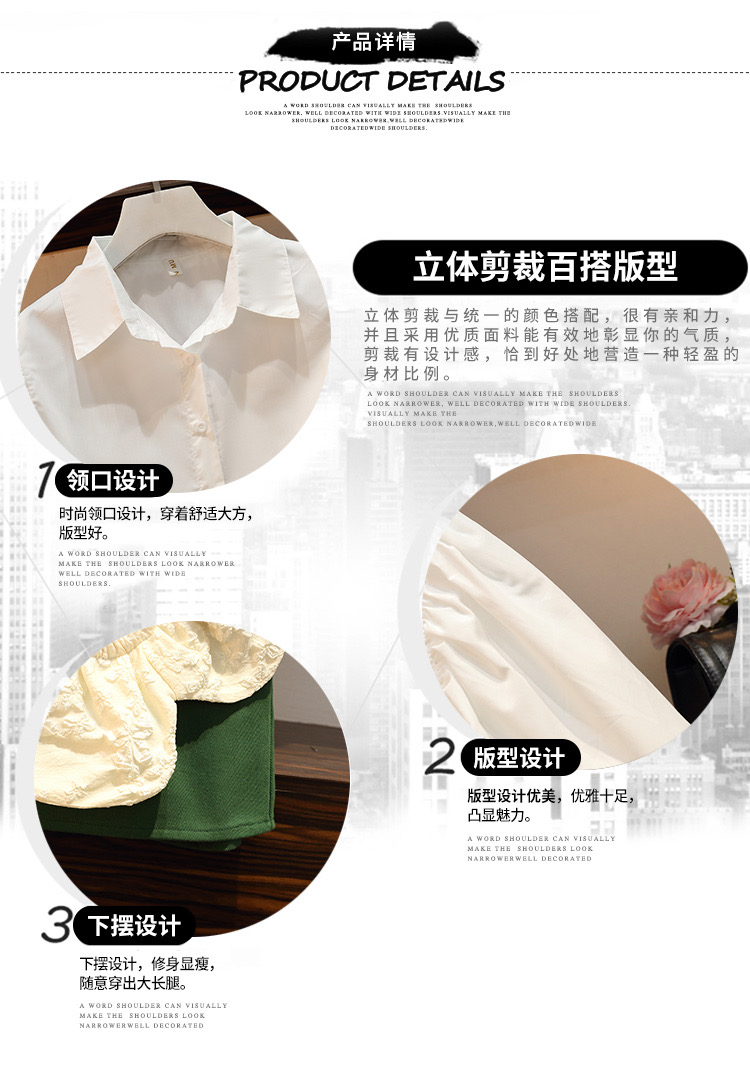 产品详情
PRODUCT DETAILS
A WORD SHOULDER CAN VISUALLY MAKE THE SHOULDERS
LOOK NARROWER, WELL DECORATED WITH WIDE SHOULDERS.VISUALLY MAKE THE
SHOULDERS LOOK NARROWER,WELL DECORATEDWIDE
DECORATEDWIDE SHOULDERS.
立体剪裁百搭版型
立体剪裁与统一的颜色搭配，很有亲和力，
并且采用优质面料能有效地彰显你的气质，
剪裁有设计感，恰到好处地营造一种轻盈的
身材比例。
A WORD SHOULDER CAN VISUALLY MAKE THE SHOULDERS
LOOK NARROWER, WELL DECORATED WITH WIDE SHOULDERS.
VISUALLY MAKE THE
SHOULDERS LOOK NARROWER,WELL DECORATEDWIDE
1 领口设计
时尚领口设计，穿着舒适大方，
版型好。
A WORD SHOULDER CAN VISUALLY
MAKE THE SHOULDERS LOOK NARROWER
WELL DECORATED WITH WIDE
SHOULDERS.
2 版型设计
版型设计优美，优雅十足，
凸显魅力。
A WORD SHOULDER CAN VISUALLY
MAKE THE SHOULDERS LOOK
NARROWERWELL DECORATED
3 下摆设计
下摆设计，修身显瘦，
随意穿出大长腿。
A WORD SHOULDER CAN VISUALLY
MAKE THE SHOULDERS LOOK
NARROWERWELL DECORATED